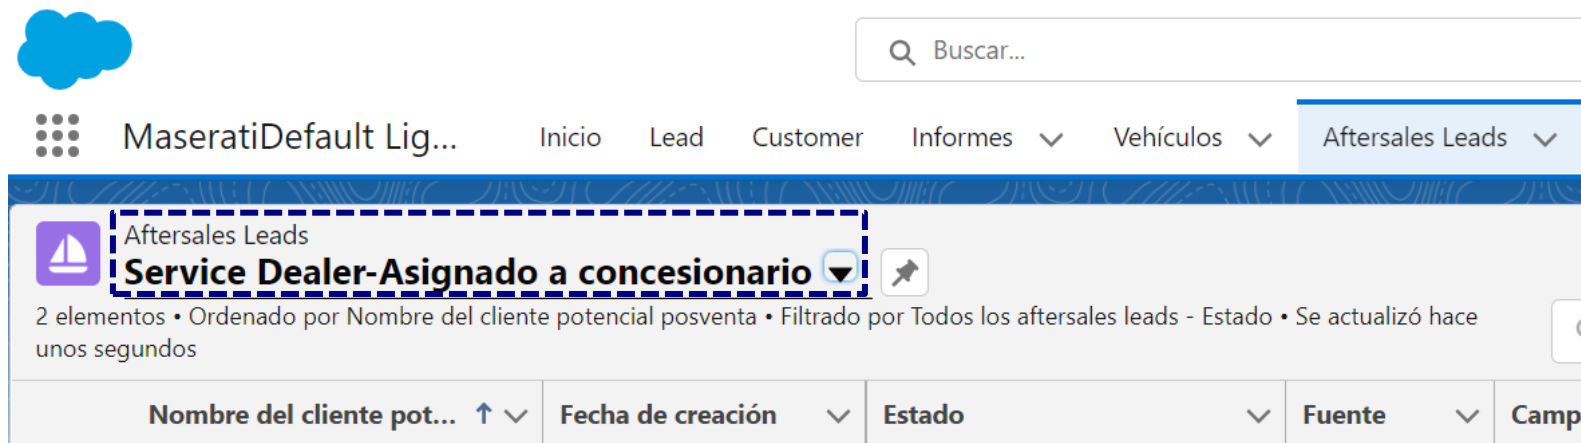 Buscar...
MaseratiDefault Lig... Inicio Lead Customer Informes Vehículos Aftersales Leads
Aftersales Leads
Service Dealer-Asignado a concesionario
2 elementos • Ordenado por Nombre del cliente potencial posventa • Filtrado por Todos los aftersales leads - Estado • Se actualizó hace
unos segundos
Nombre del cliente pot... Fecha de creación Estado Fuente Camp